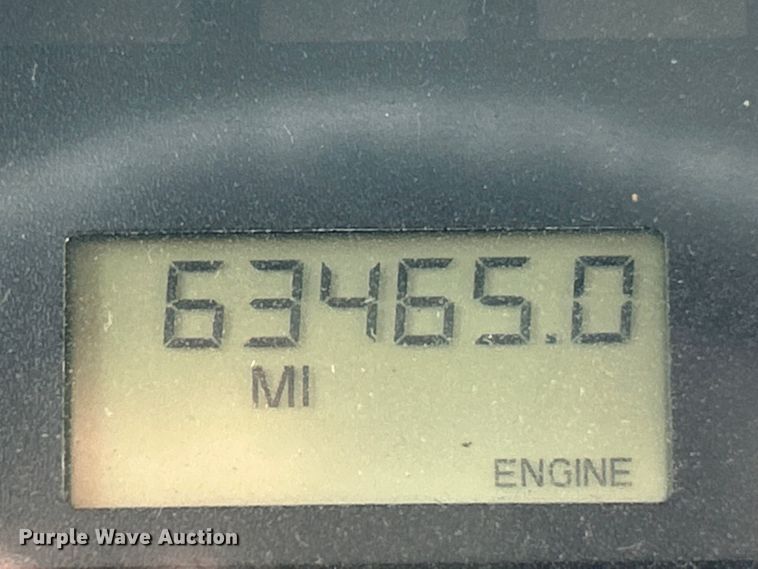 63465.0
MI
ENGINE
Purple Wave Auction